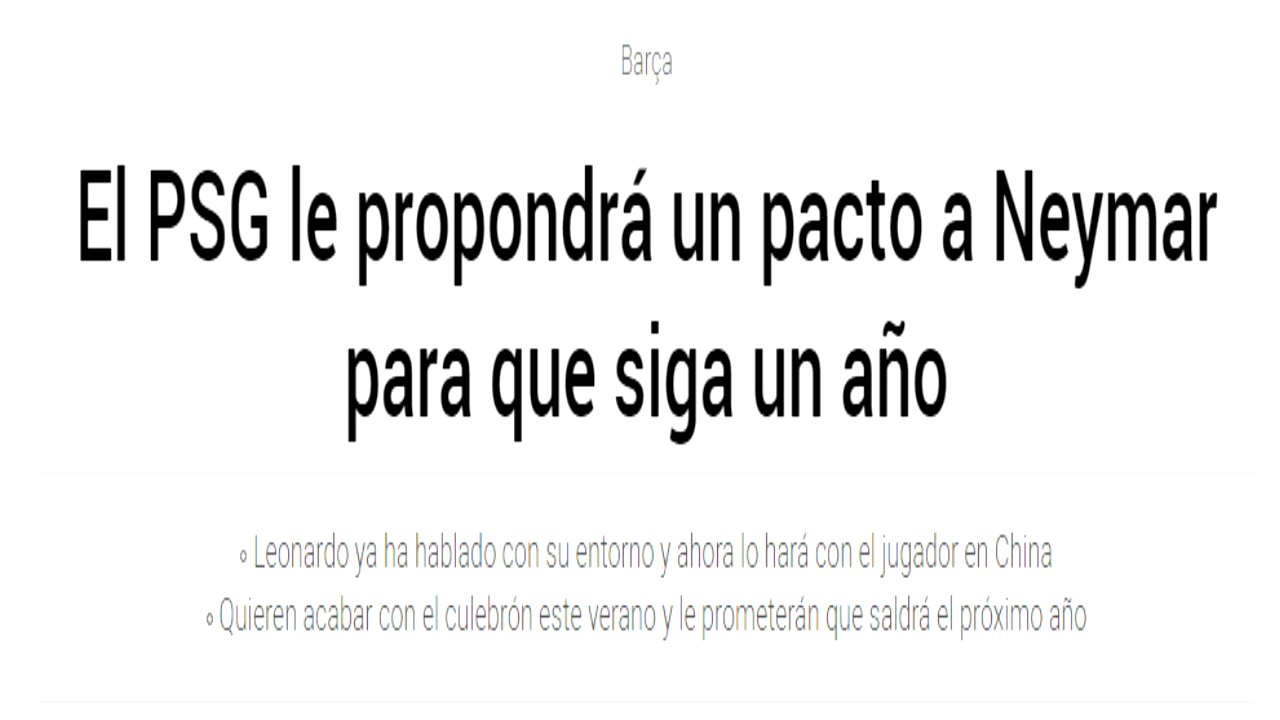 Barça
El PSG le propondrá un pacto a Neymar
para que siga un año
◦ Leonardo ya ha hablado con su entorno y ahora lo hará con el jugador en China
◦ Quieren acabar con el culebrón este verano y le prometerán que saldrá el próximo año